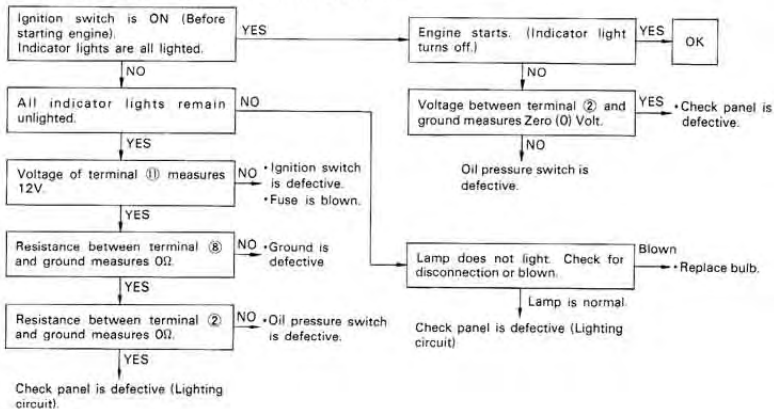 Ignition switch is ON (Before
starting engine).
Indicator lights are all lighted.
YES
Engine starts. (Indicator light
turns off.)
YES
OK
NO
NO
All indicator lights remain
unlighted.
NO
Voltage between terminal ② and
ground measures Zero (0) Volt.
YES
• Check panel is
defective.
YES
NO
Oil pressure switch is
defective.
Voltage of terminal ⑪ measures
12V.
NO
• Ignition switch
is defective.
• Fuse is blown.
YES
Resistance between terminal ⑧
and ground measures 0Ω.
NO
• Ground is
defective
Lamp does not light. Check for
disconnection or blown.
Blown
• Replace bulb.
YES
Lamp is normal.
Check panel is defective (Lighting
circuit)
Resistance between terminal ②
and ground measures 0Ω.
NO
• Oil pressure switch
is defective.
YES
Check panel is defective (Lighting
circuit).